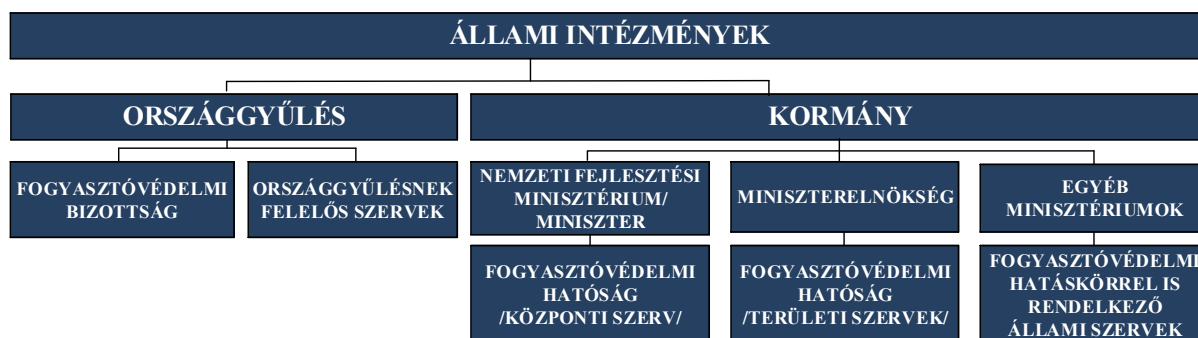 ÁLLAMI INTÉZMÉNYEK
ORSZÁGGYŰLÉS
KORMÁNY
FOGYASZTÓVÉDELMI
BIZOTTSÁG
ORSZÁGGYŰLÉSNEK
FELELŐS SZERVEK
NEMZETI FEJLESZTÉSI
MINISZTÉRIUM/
MINISZTER
MINISZTERELNÖKSÉG
EGYÉB
MINISZTÉRIUMOK
FOGYASZTÓVÉDELMI
HATÓSÁG
/KÖZPONTI SZERV/
FOGYASZTÓVÉDELMI
HATÓSÁG
/TERÜLETI SZERVEK/
FOGYASZTÓVÉDELMI
HATÁSKÖRREL IS
RENDELKEZŐ
ÁLLAMI SZERVEK